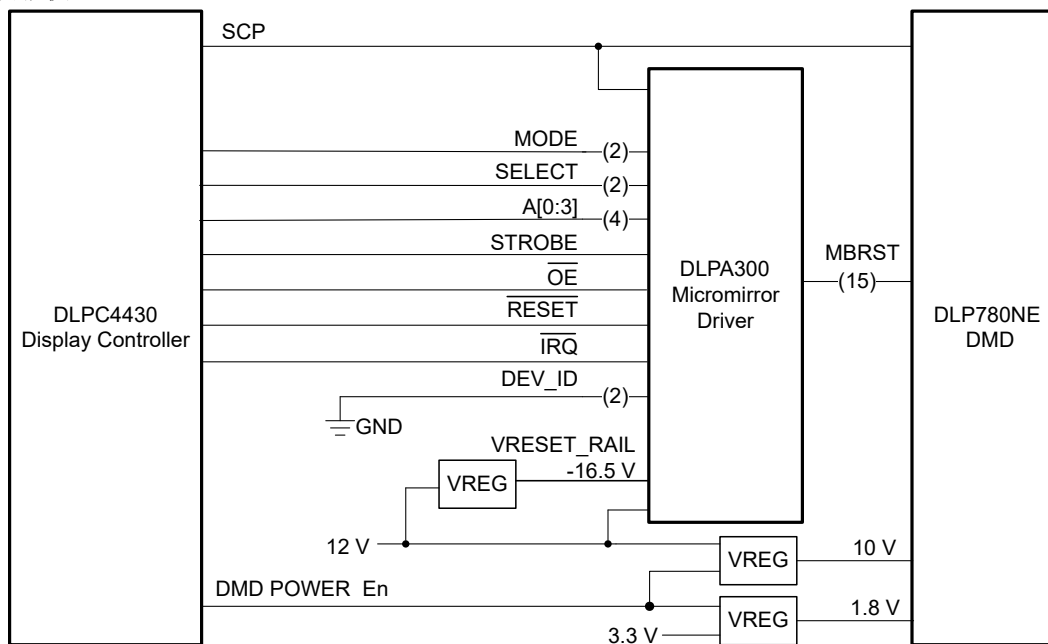 SCP
MODE
(2)
SELECT
(2)
A[0:3]
(4)
STROBE
OE
RESET
IRQ
DEV_ID
(2)
GND
VRESET_RAIL
-16.5 V
VREG
12 V
DMD POWER En
3.3 V
VREG
10 V
VREG
1.8 V
DLPC4430
Display Controller
DLPA300
Micromirror
Driver
MBRST
(15)
DLP780NE
DMD